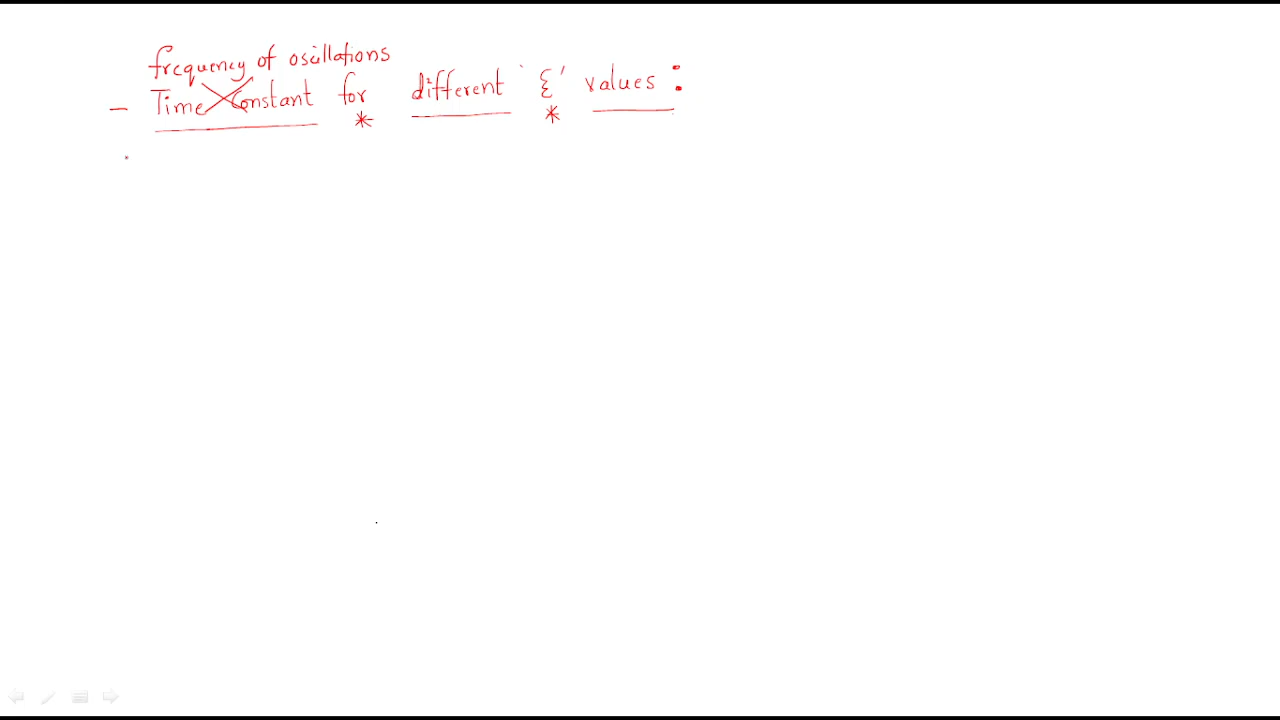 frequency of oscillations
- Time Constant for different 'ξ' values :